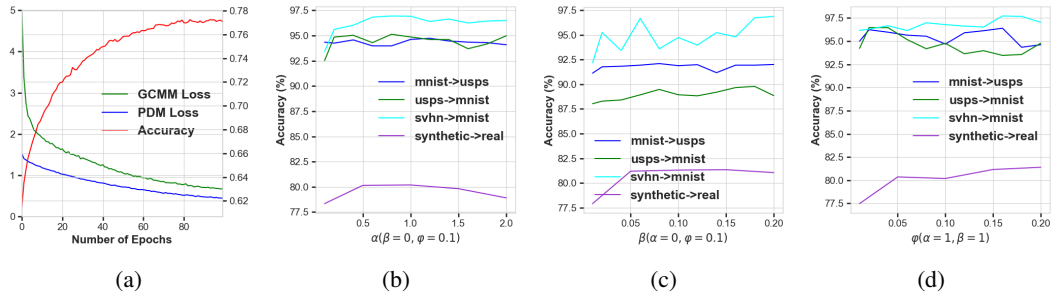 5
4
3
2
1
0
0 20 40 60 80
0.78
0.76
0.74
0.72
0.70
0.68
0.66
0.64
0.62
GCMM Loss
PDM Loss
Accuracy
Number of Epochs
(a)
Accuracy (%)
97.5
95.0
92.5
90.0
87.5
85.0
82.5
80.0
77.5
mnist->usps
usps->mnist
svhn->mnist
synthetic->real
0.5 1.0 1.5 2.0
α(β = 0, φ = 0.1)
(b)
Accuracy (%)
97.5
95.0
92.5
90.0
87.5
85.0
82.5
80.0
77.5
mnist->usps
usps->mnist
svhn->mnist
synthetic->real
0.05 0.10 0.15 0.20
β(α = 0, φ = 0.1)
(c)
Accuracy (%)
97.5
95.0
92.5
90.0
87.5
85.0
82.5
80.0
77.5
mnist->usps
usps->mnist
svhn->mnist
synthetic->real
0.05 0.10 0.15 0.20
φ(α = 1, β = 1)
(d)